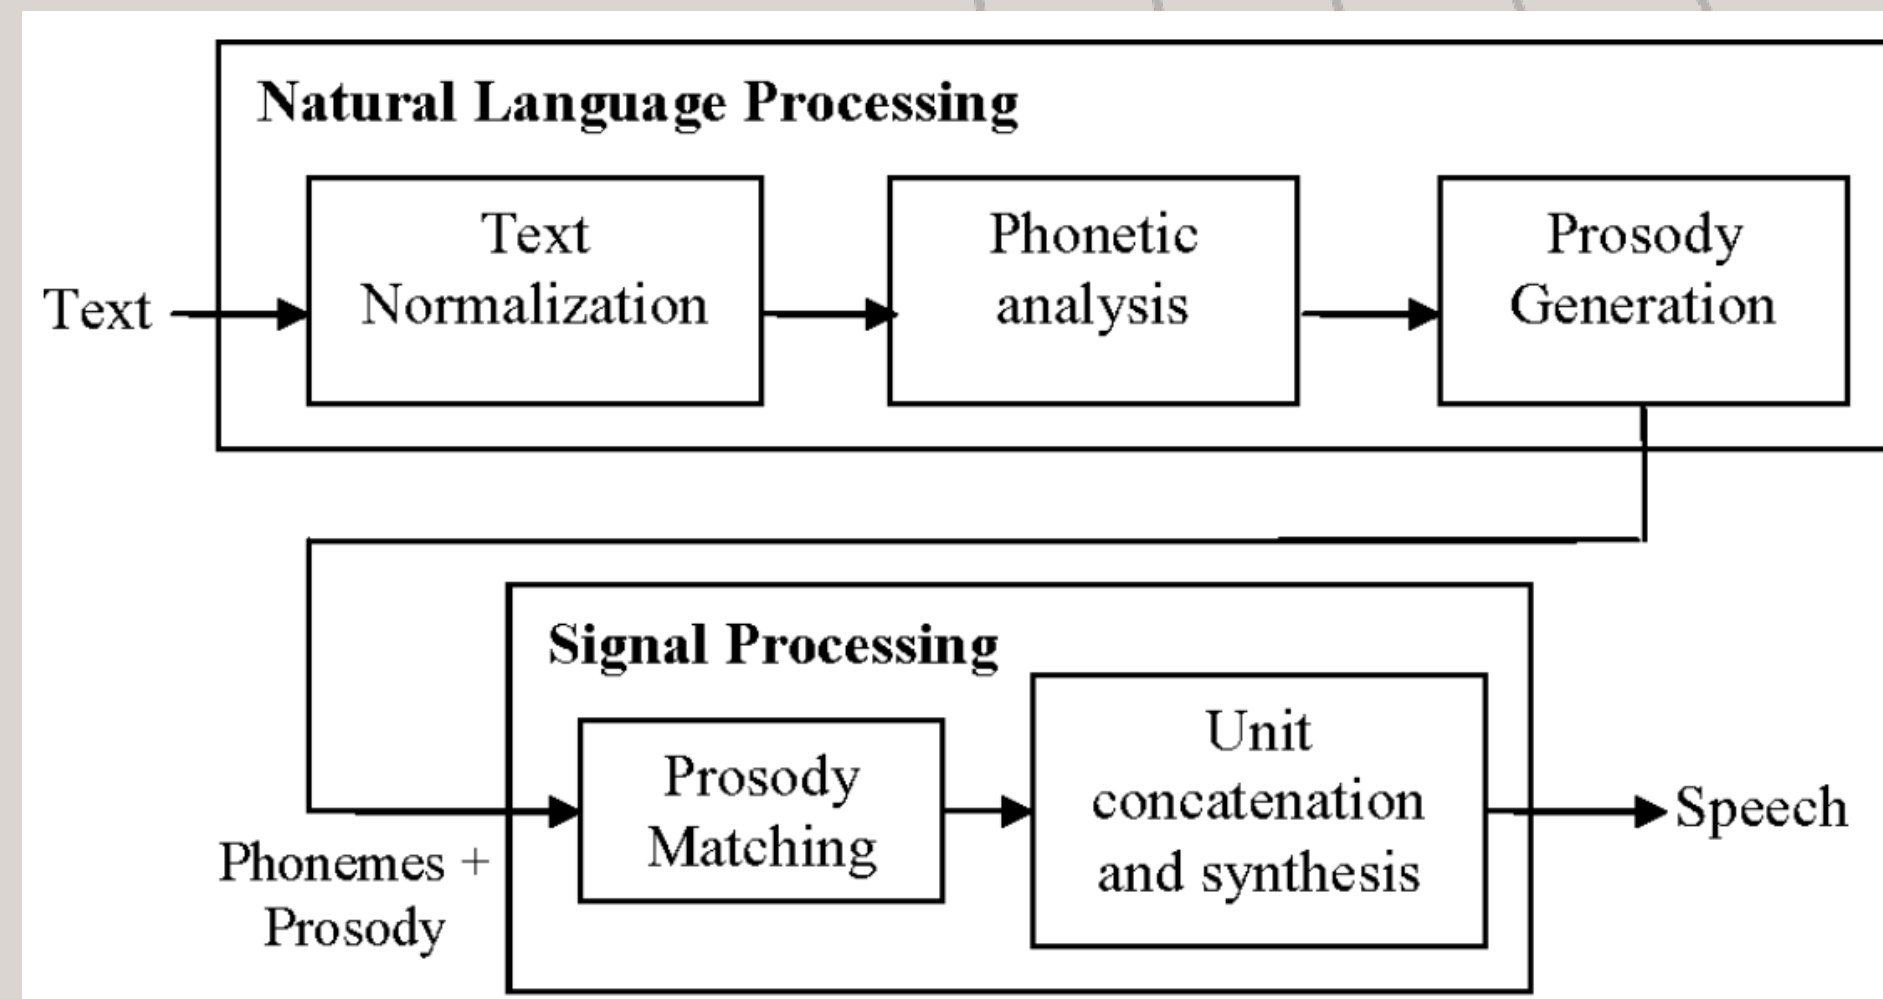 Natural Language Processing
Text
Text
Normalization
Phonetic
analysis
Prosody
Generation
Signal Processing
Phonemes +
Prosody
Prosody
Matching
Unit
concatenation
and synthesis
Speech